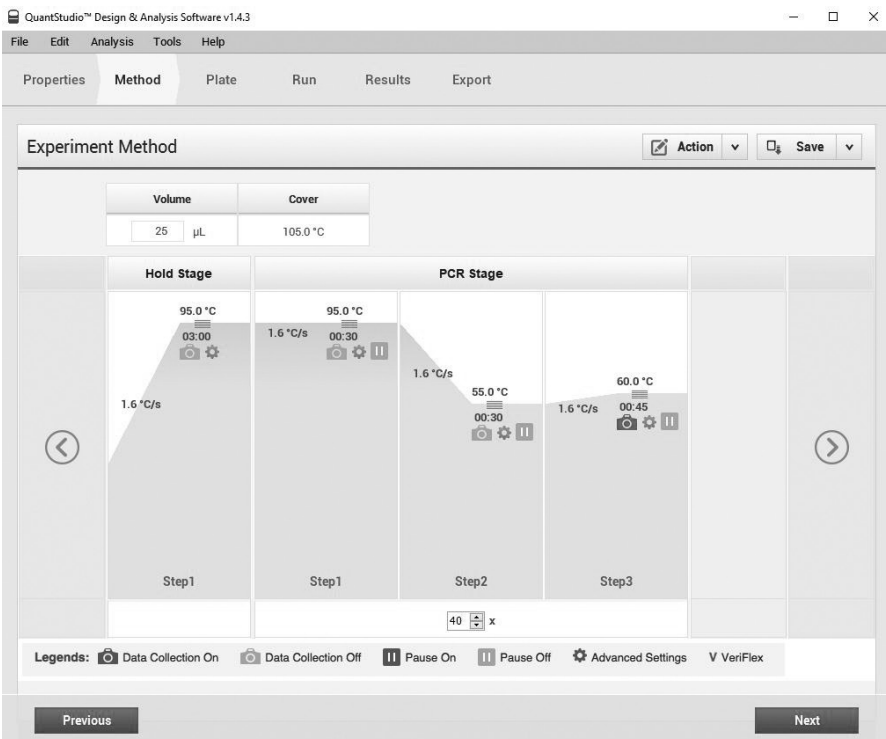 QuantStudio™ Design & Analysis Software v1.4.3
File Edit Analysis Tools Help
Properties Method Plate Run Results Export
Experiment Method
Action
Save
Volume Cover
25 µL 105.0 °C
Hold Stage PCR Stage
95.0 °C
03:00
1.6 °C/s
Step1
95.0 °C
1.6 °C/s 00:30
Step1
1.6 °C/s
55.0 °C
00:30
Step2
60.0 °C
1.6 °C/s 00:45
Step3
40 x
Legends: Data Collection On Data Collection Off Pause On Pause Off Advanced Settings V VeriFlex
Previous Next